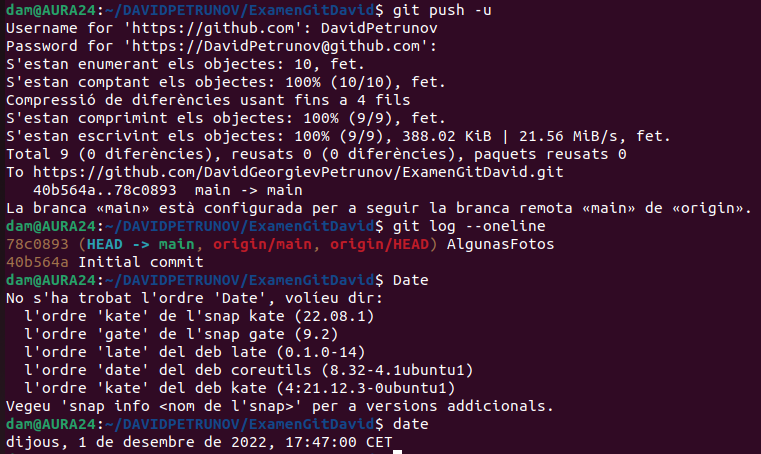 dam@AURA24:~/DAVIDPETRUNOV/ExamenGitDavid$ git push -u
Username for 'https://github.com': DavidPetrunov
Password for 'https://DavidPetrunov@github.com':
S'estan enumerant els objectes: 10, fet.
S'estan comptant els objectes: 100% (10/10), fet.
Compressió de diferències usant fins a 4 fils
S'estan comprimint els objectes: 100% (9/9), fet.
S'estan escrivint els objectes: 100% (9/9), 388.02 KiB | 21.56 MiB/s, fet.
Total 9 (0 diferències), reusats 0 (0 diferències), paquets reusats 0
To https://github.com/DavidGeorgievPetrunov/ExamenGitDavid.git
   40b564a..78c0893  main -> main
La branca «main» està configurada per a seguir la branca remota «main» de «origin».
dam@AURA24:~/DAVIDPETRUNOV/ExamenGitDavid$ git log --oneline
78c0893 (HEAD -> main, origin/main, origin/HEAD) AlgunasFotos
40b564a Initial commit
dam@AURA24:~/DAVIDPETRUNOV/ExamenGitDavid$ Date
No s'ha trobat l'ordre 'Date', volíeu dir:
  l'ordre 'kate' de l'snap kate (22.08.1)
  l'ordre 'gate' de l'snap gate (9.2)
  l'ordre 'late' del deb late (0.1.0-14)
  l'ordre 'date' del deb coreutils (8.32-4.1ubuntu1)
  l'ordre 'kate' del deb kate (4:21.12.3-0ubuntu1)
Vegeu 'snap info <nom de l'snap>' per a versions addicionals.
dam@AURA24:~/DAVIDPETRUNOV/ExamenGitDavid$ date
dijous, 1 de desembre de 2022, 17:47:00 CET